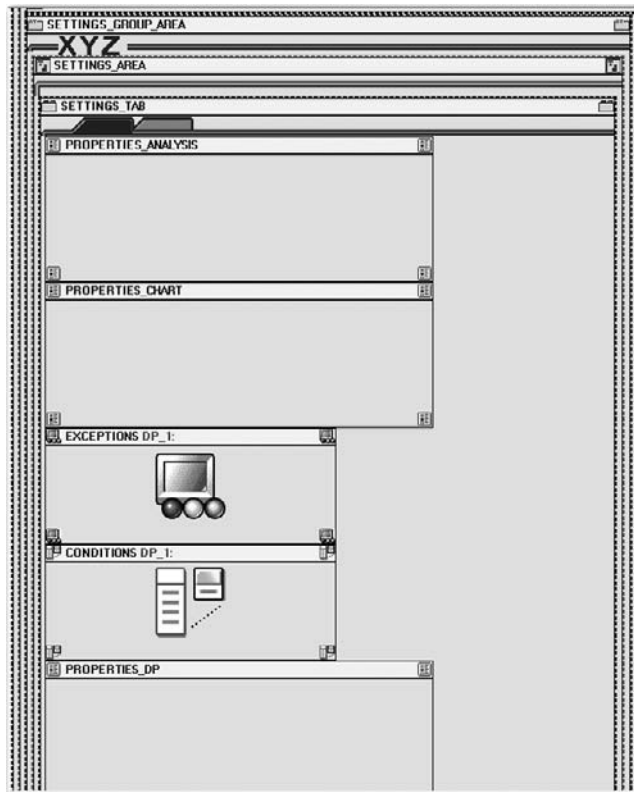 SETTINGS_GROUP_AREA
XYZ
SETTINGS_AREA
SETTINGS_TAB
PROPERTIES_ANALYSIS
PROPERTIES_CHART
EXCEPTIONS DP_1:
CONDITIONS DP_1:
PROPERTIES_DP